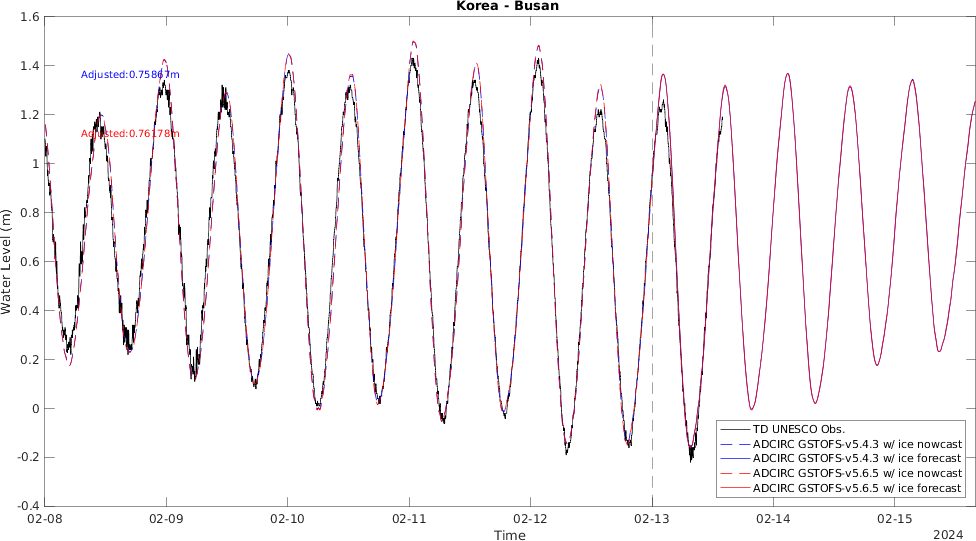 Korea - Busan
1.6
1.4
1.2
1
0.8
0.6
0.4
0.2
0
-0.2
-0.4
Water Level (m)
Adjusted:0.75867m
Adjusted:0.76178m
TD UNESCO Obs.
ADCIRC GSTOFS-v5.4.3 w/ ice nowcast
ADCIRC GSTOFS-v5.4.3 w/ ice forecast
ADCIRC GSTOFS-v5.6.5 w/ ice nowcast
ADCIRC GSTOFS-v5.6.5 w/ ice forecast
02-08 02-09 02-10 02-11 02-12 02-13 02-14 02-15
Time
2024